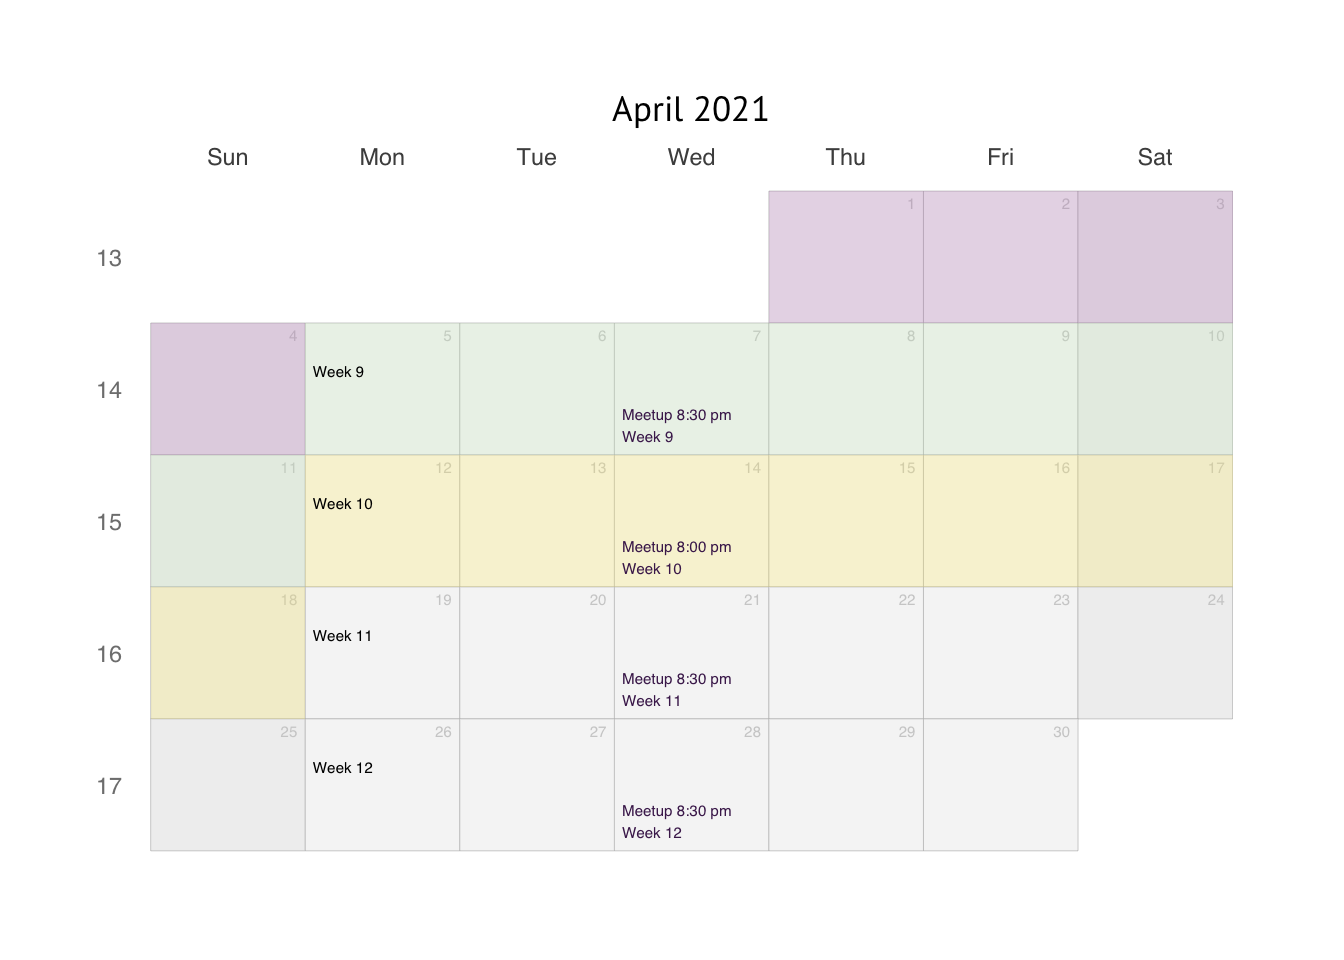 April 2021
Sun Mon Tue Wed Thu Fri Sat
1 2 3
13
4 5 6 7 8 9 10
Week 9
14
Meetup 8:30 pm
Week 9
11 12 13 14 15 16 17
Week 10
15
Meetup 8:00 pm
Week 10
18 19 20 21 22 23 24
Week 11
16
Meetup 8:30 pm
Week 11
25 26 27 28 29 30
Week 12
17
Meetup 8:30 pm
Week 12